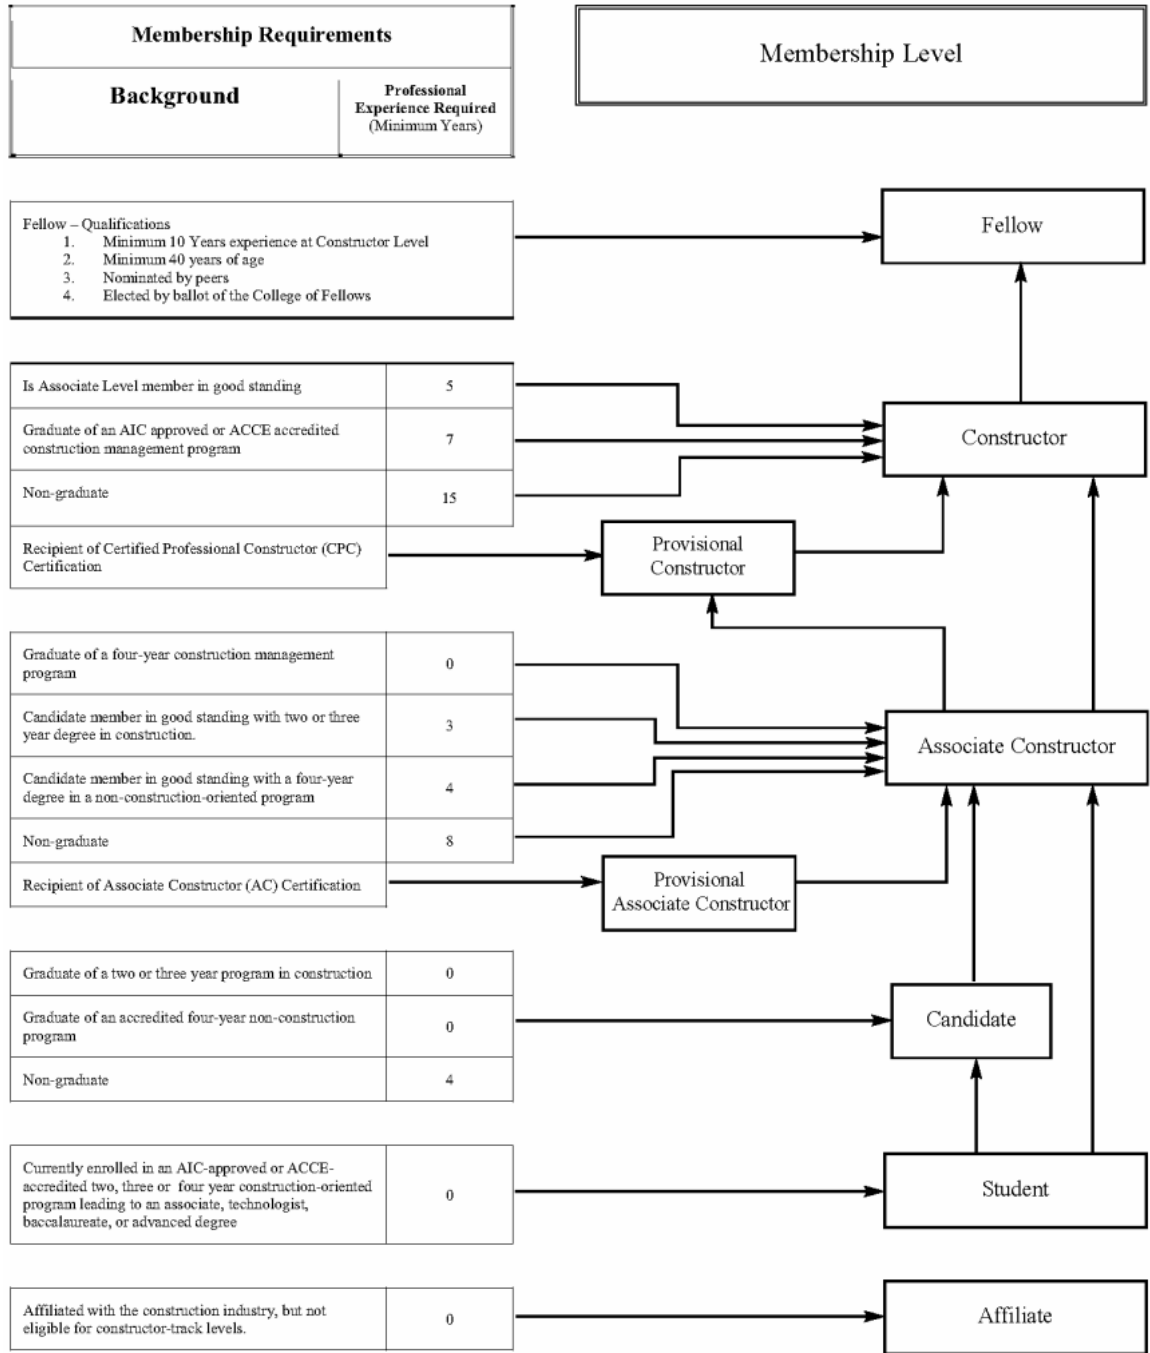 Membership Requirements
Membership Level
Background
Professional
Experience Required
(Minimum Years)
Fellow – Qualifications
1. Minimum 10 Years experience at Constructor Level
2. Minimum 40 years of age
3. Nominated by peers
4. Elected by ballot of the College of Fellows
Fellow
Is Associate Level member in good standing 5
Graduate of an AIC approved or ACCE accredited
construction management program 7
Constructor
Non-graduate 15
Recipient of Certified Professional Constructor (CPC)
Certification
Provisional
Constructor
Graduate of a four-year construction management
program 0
Candidate member in good standing with two or three
year degree in construction. 3
Associate Constructor
Candidate member in good standing with a four-year
degree in a non-construction-oriented program 4
Non-graduate 8
Recipient of Associate Constructor (AC) Certification
Provisional
Associate Constructor
Graduate of a two or three year program in construction 0
Graduate of an accredited four-year non-construction
program 0
Candidate
Non-graduate 4
Currently enrolled in an AIC-approved or ACCE-
accredited two, three or four year construction-oriented
program leading to an associate, technologist,
baccalaureate, or advanced degree
0
Student
Affiliated with the construction industry, but not
eligible for constructor-track levels.
0
Affiliate